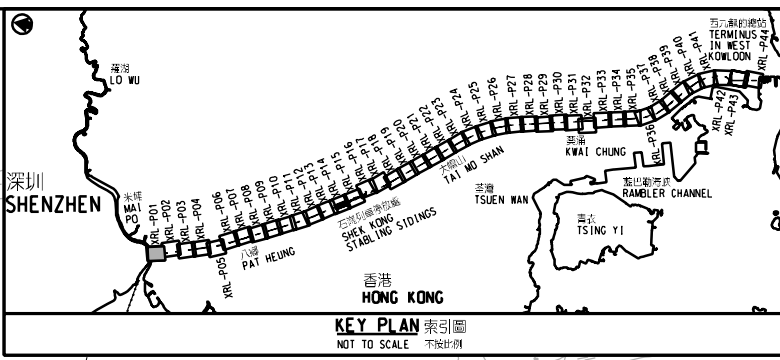 羅湖
LO WU
深圳
SHENZHEN
米埔
MAI
PO
XRL-P01
XRL-P02
XRL-P03
XRL-P04
XRL-P05
XRL-P06
XRL-P07
XRL-P08
XRL-P09
XRL-P10
XRL-P11
XRL-P12
XRL-P13
XRL-P14
XRL-P15
XRL-P16
XRL-P17
XRL-P18
XRL-P19
XRL-P20
XRL-P21
XRL-P22
XRL-P23
XRL-P24
XRL-P25
XRL-P26
XRL-P27
XRL-P28
XRL-P29
XRL-P30
XRL-P31
XRL-P32
XRL-P33
XRL-P34
XRL-P35
XRL-P36
XRL-P37
XRL-P38
XRL-P39
XRL-P40
XRL-P41
XRL-P42
XRL-P43
XRL-P44
西九龍的總站
TERMINUS
IN WEST
KOWLOON
八鄉
PAT HEUNG
SHEK KONG
STABLING SIDINGS
大帽山
TAI MO SHAN
葵涌
KWAI CHUNG
荃灣
TSUEN WAN
藍巴勒海峽
RAMBLER CHANNEL
青衣
TSING YI
香港
HONG KONG
KEY PLAN 索引圖
NOT TO SCALE 不按比例